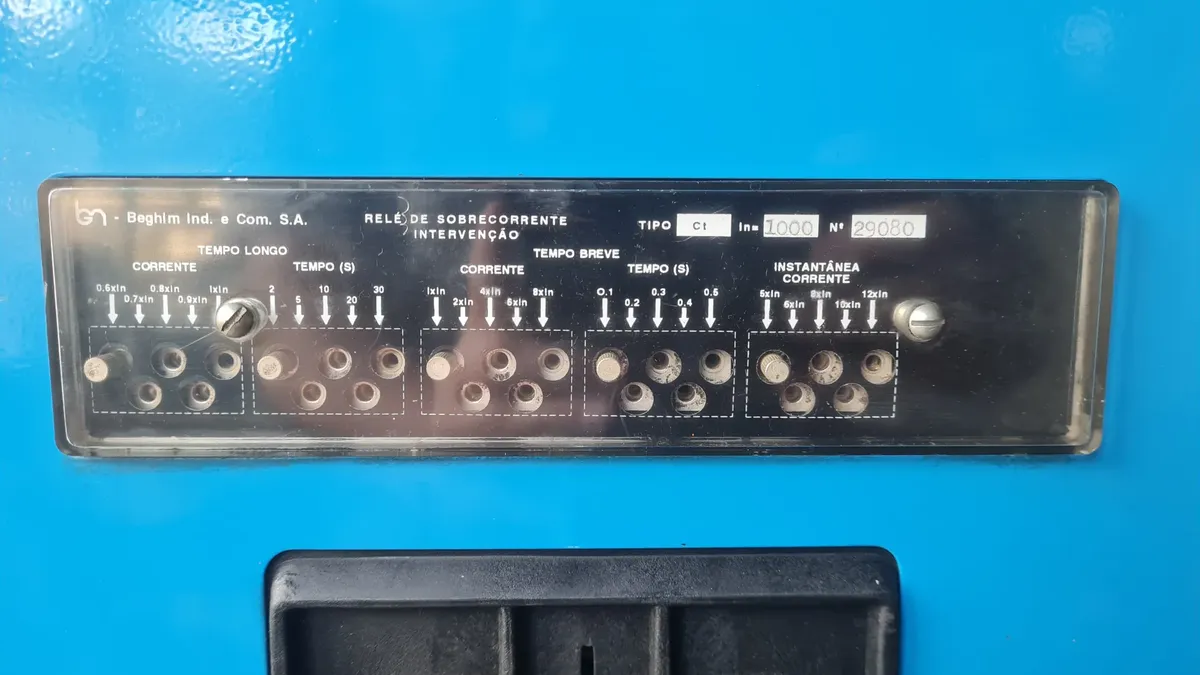 bgn - Beghim Ind. e Com. S.A.
RELÉ DE SOBRECORRENTE
INTERVENÇÃO
TIPO Ct In= 1000 Nº 29080
TEMPO LONGO
CORRENTE
0.6xIn 0.7xIn 0.8xIn 0.9xIn 1xIn
TEMPO (S)
2 5 10 20 30
TEMPO BREVE
CORRENTE
1xIn 2xIn 4xIn 6xIn 8xIn
TEMPO (S)
0.1 0.2 0.3 0.4 0.5
INSTANTÂNEA
CORRENTE
5xIn 6xIn 8xIn 10xIn 12xIn